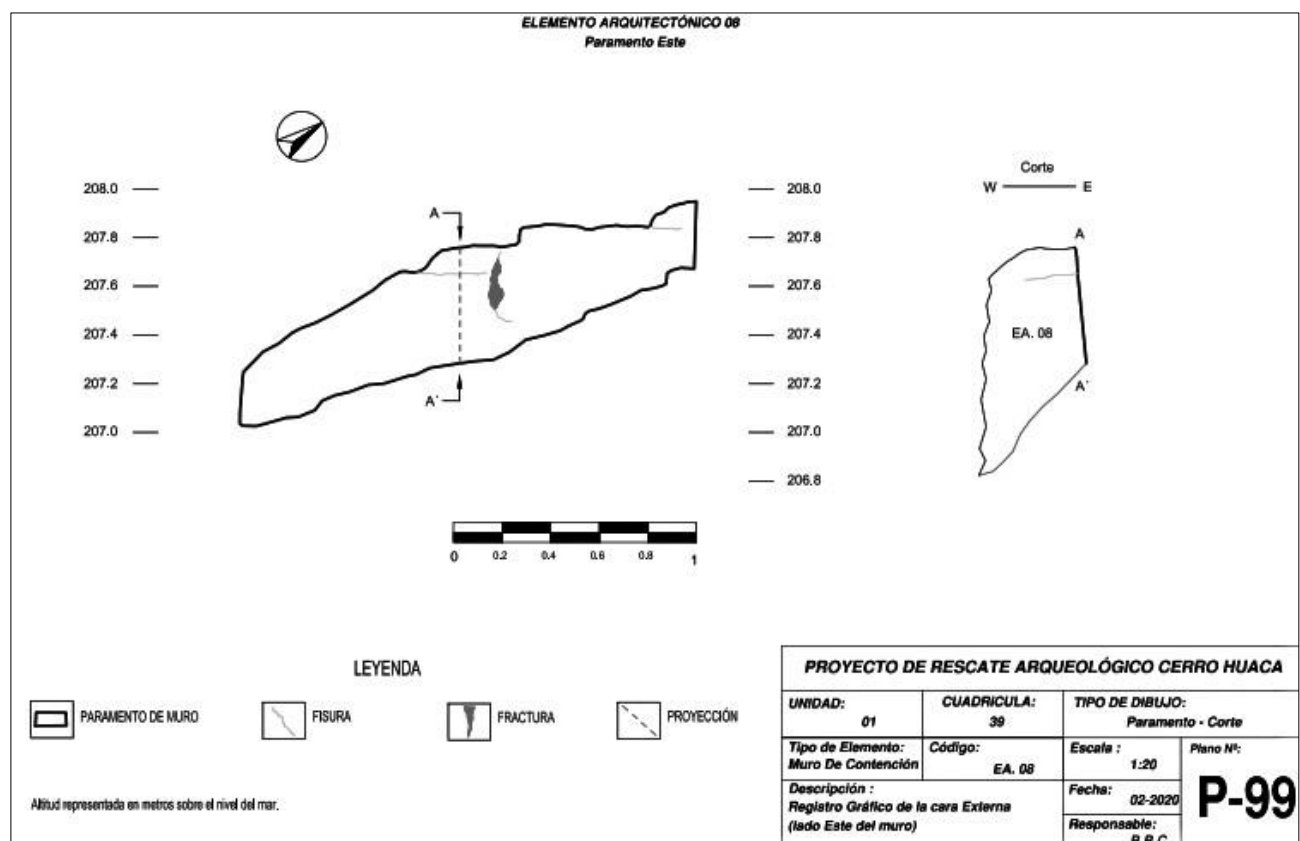 ELEMENTO ARQUITECTÓNICO 08
Paramento Este
Corte
W E
208.0 208.0
207.8 207.8
207.6 207.6
207.4 207.4
207.2 207.2
207.0 207.0
206.8
A
A'
A
EA. 08
A'
0 0.2 0.4 0.6 0.8 1
LEYENDA
PARAMENTO DE MURO FISURA FRACTURA PROYECCIÓN
Altitud representada en metros sobre el nivel del mar.
PROYECTO DE RESCATE ARQUEOLÓGICO CERRO HUACA
UNIDAD: CUADRICULA: TIPO DE DIBUJO:
01 39 Paramento - Corte
Tipo de Elemento: Código: Escala : Plano Nº:
Muro De Contención EA. 08 1:20
P-99
Descripción : Fecha:
Registro Gráfico de la cara Externa 02-2020
(lado Este del muro) Responsable: